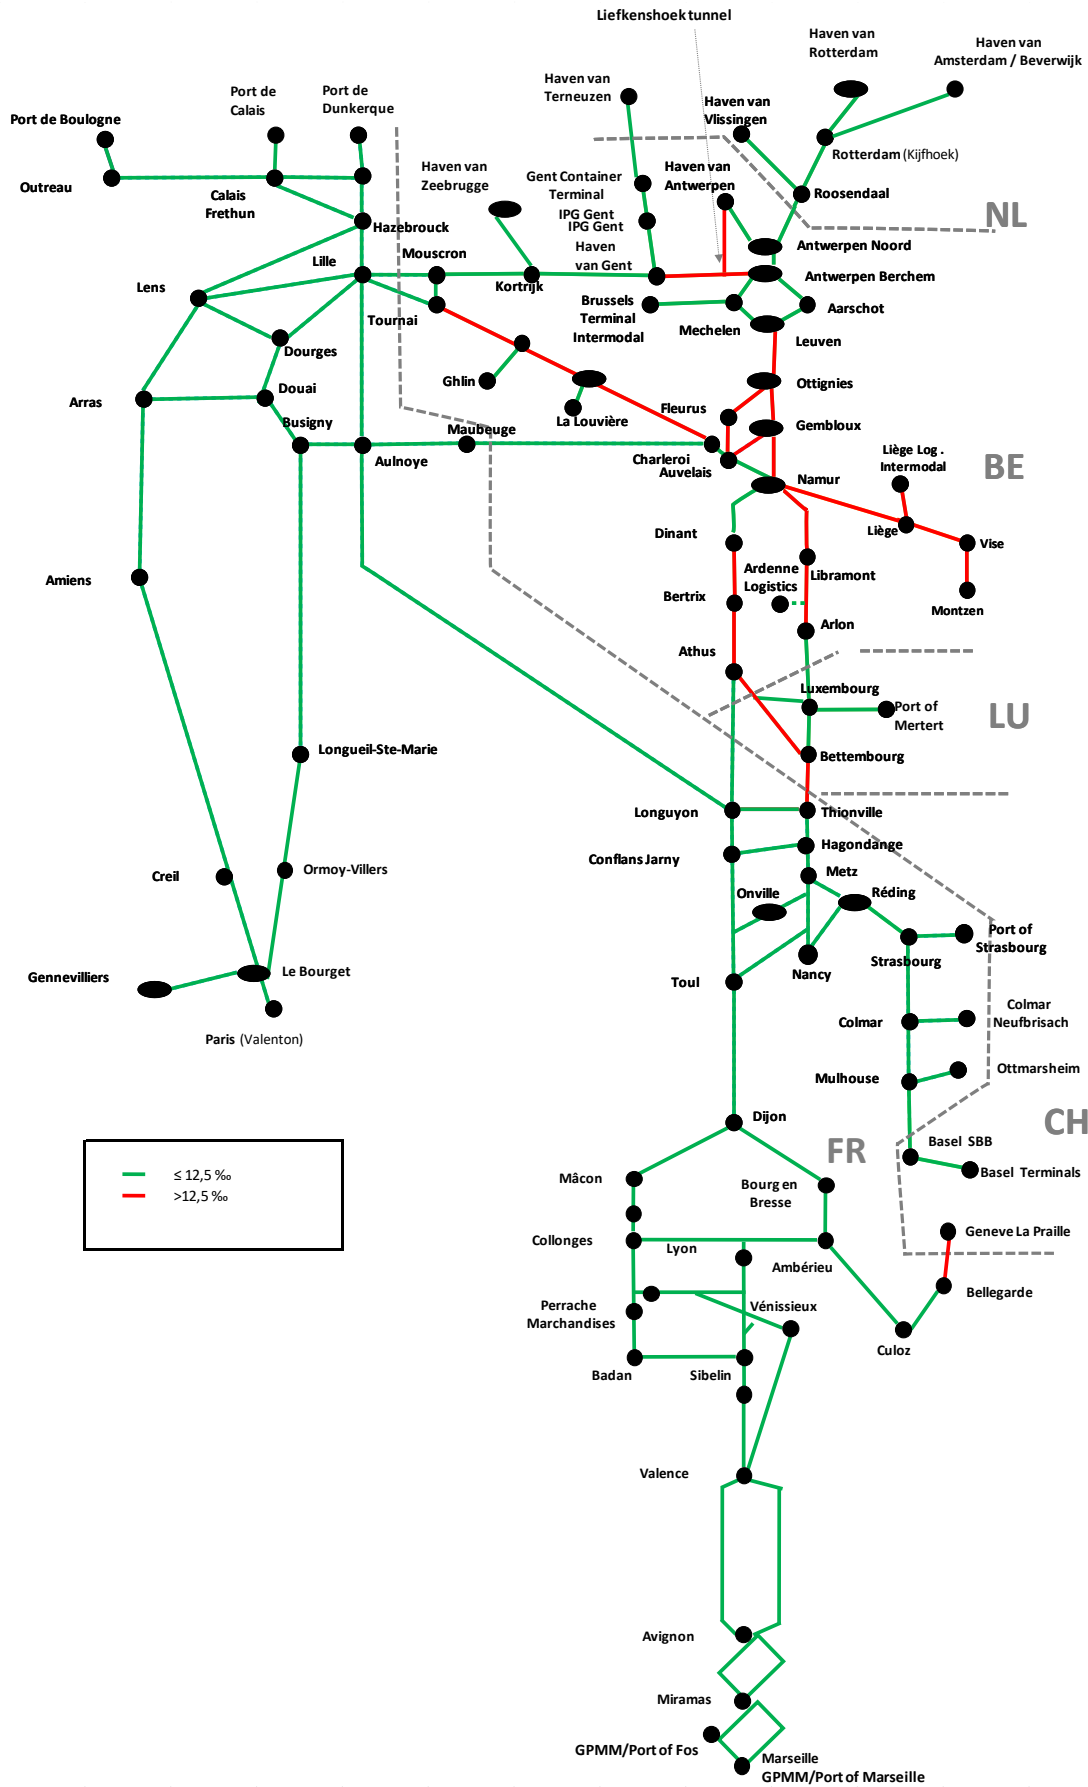 Liefkenshoek tunnel
Haven van
Rotterdam
Haven van
Amsterdam / Beverwijk
Port de
Calais
Port de
Dunkerque
Haven van
Terneuzen
Haven van
Vlissingen
Port de Boulogne
Rotterdam (Kijfhoek)
Outreau
Calais
Frethun
Haven van
Zeebrugge
Gent Container
Terminal
Haven van
Antwerpen
Roosendaal
NL
IPG Gent
IPG Gent
Hazebrouck
Haven
van Gent
Antwerpen Noord
Lille
Mouscron
Kortrijk
Antwerpen Berchem
Lens
Tournai
Brussels
Terminal
Intermodal
Mechelen
Aarschot
Leuven
Dourges
Ghlin
Ottignies
Arras
Douai
La Louvière
Fleurus
Gembloux
Busigny
Maubeuge
Aulnoye
Charleroi
Auvelais
Liège Log .
Intermodal
BE
Namur
Liège
Vise
Dinant
Ardenne
Logistics
Libramont
Amiens
Bertrix
Montzen
Arlon
Athus
Luxembourg
Port of
Mertert
LU
Longueil-Ste-Marie
Bettembourg
Longuyon
Thionville
Conflans Jarny
Hagondange
Creil
Ormoy-Villers
Metz
Onville
Réding
Port of
Strasbourg
Strasbourg
Gennevilliers
Le Bourget
Nancy
Toul
Paris (Valenton)
Colmar
Colmar
Neufbrisach
Mulhouse
Ottmarsheim
Dijon
CH
FR
Basel SBB
Basel Terminals
≤ 12,5 ‰
>12,5 ‰
Mâcon
Bourg en
Bresse
Collonges
Lyon
Ambérieu
Geneve La Praille
Bellegarde
Perrache
Marchandises
Vénissieux
Culoz
Badan
Sibelin
Valence
Avignon
Miramas
GPMM/Port of Fos
Marseille
GPMM/Port of Marseille